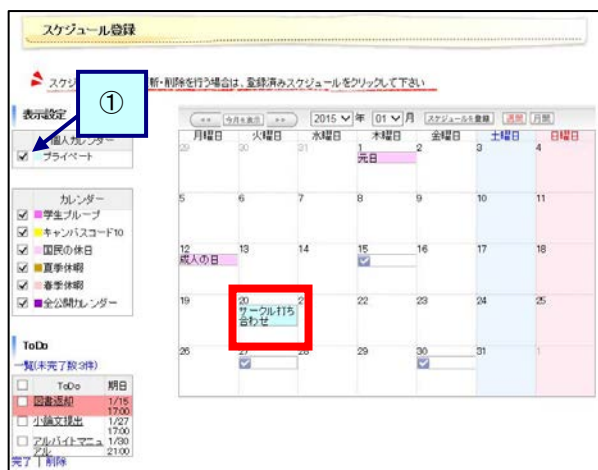 スケジュール登録
スケジ
新・削除を行う場合は、登録済みスケジュールをクリックして下さい
①
表示設定
個人カレンダー
プライベート
カレンダー
学生グループ
キャンパスコードF10
国民の休日
夏季休暇
春季休暇
全公開カレンダー
ToDo
一覧(未完了数:3件)
ToDo 期日
図書返却 1/15
17:00
小論文提出 1/27
17:00
アルバイトマニュ 1/30
アル 21:00
完了 | 削除
<< 今月を表示 >> 2015 年 01 月 スケジュールを登録 週間 月間
月曜日 火曜日 水曜日 木曜日 金曜日 土曜日 日曜日
29 30 31 1 2 3 4
元日
5 6 7 8 9 10 11
12 13 14 15 16 17 18
成人の日
19 20 2 22 23 24 25
サークル打ち
合わせ
26 27 28 29 30 31 1